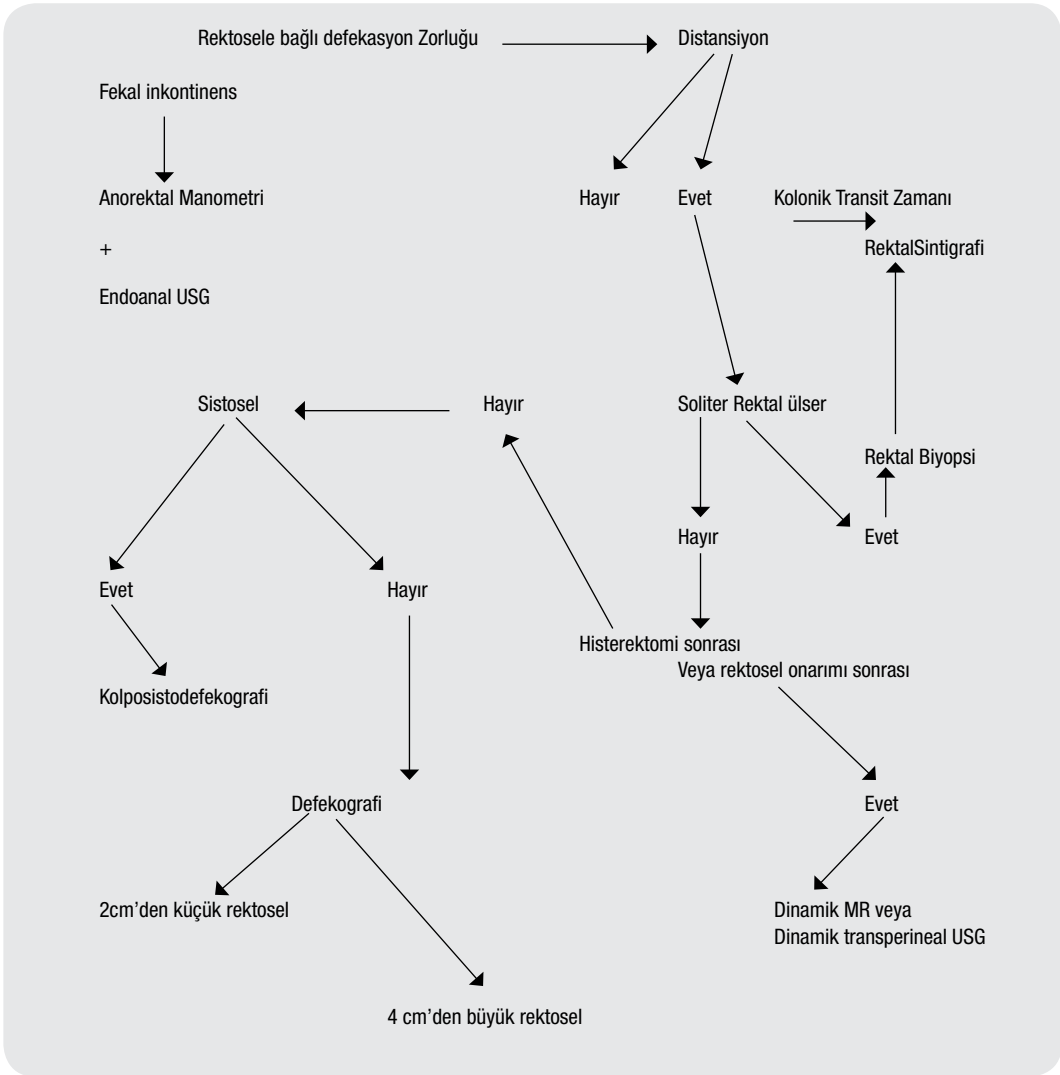 Rektosele bağlı defekasyon Zorluğu
Distansiyon
Fekal inkontinens
Anorektal Manometri
+
Endoanal USG
Hayır
Evet
Kolonik Transit Zamanı
RektalSintigrafi
Sistosel
Hayır
Soliter Rektal ülser
Rektal Biyopsi
Hayır
Evet
Evet
Hayır
Histerektomi sonrası
Veya rektosel onarımı sonrası
Kolposistodefekografi
Defekografi
Evet
2cm'den küçük rektosel
Dinamik MR veya
Dinamik transperineal USG
4 cm'den büyük rektosel